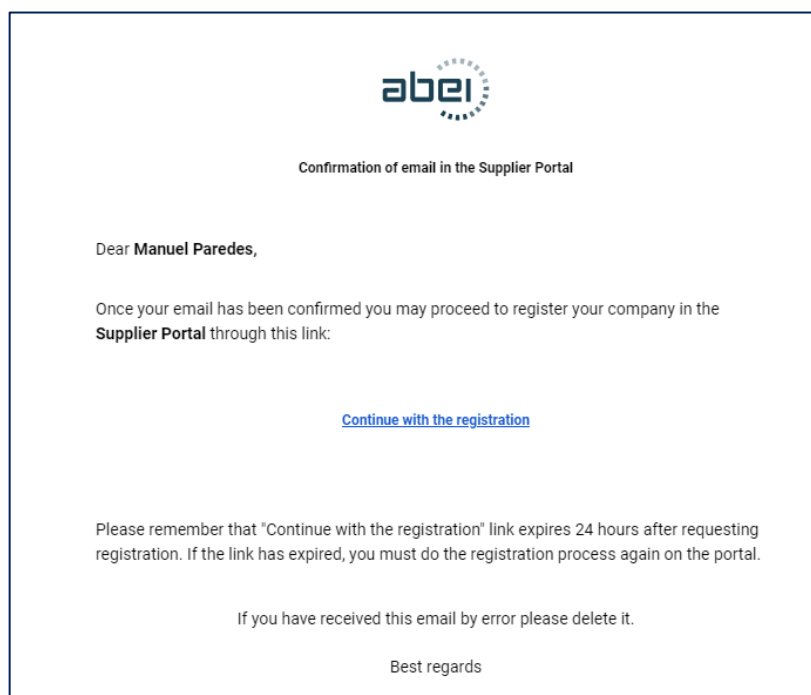 abei
Confirmation of email in the Supplier Portal
Dear Manuel Paredes,
Once your email has been confirmed you may proceed to register your company in the
Supplier Portal through this link:
Continue with the registration
Please remember that "Continue with the registration" link expires 24 hours after requesting
registration. If the link has expired, you must do the registration process again on the portal.
If you have received this email by error please delete it.
Best regards